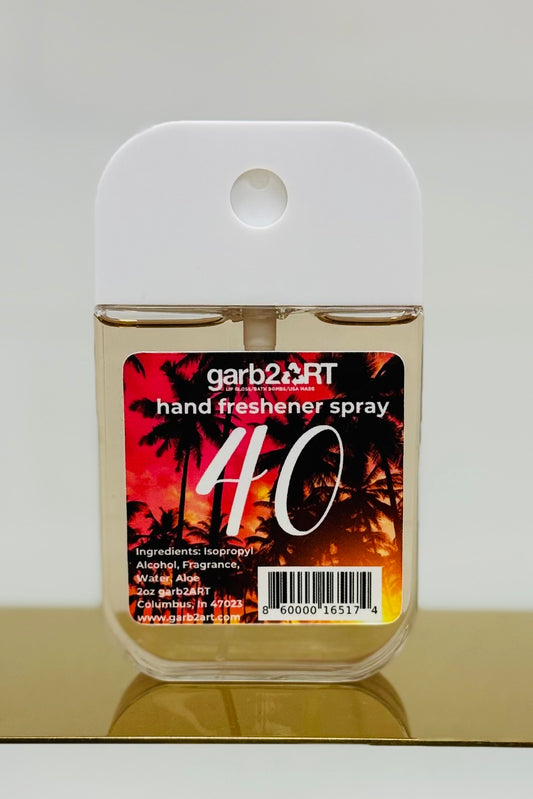 garb2ART
LIP GLOSS/BATH BOMBS/USA MADE
hand freshener spray
40
Ingredients: Isopropyl
Alcohol, Fragrance,
Water, Aloe
2oz garb2ART
Columbus, In 47023
www.garb2art.com
8 60000 16517 4